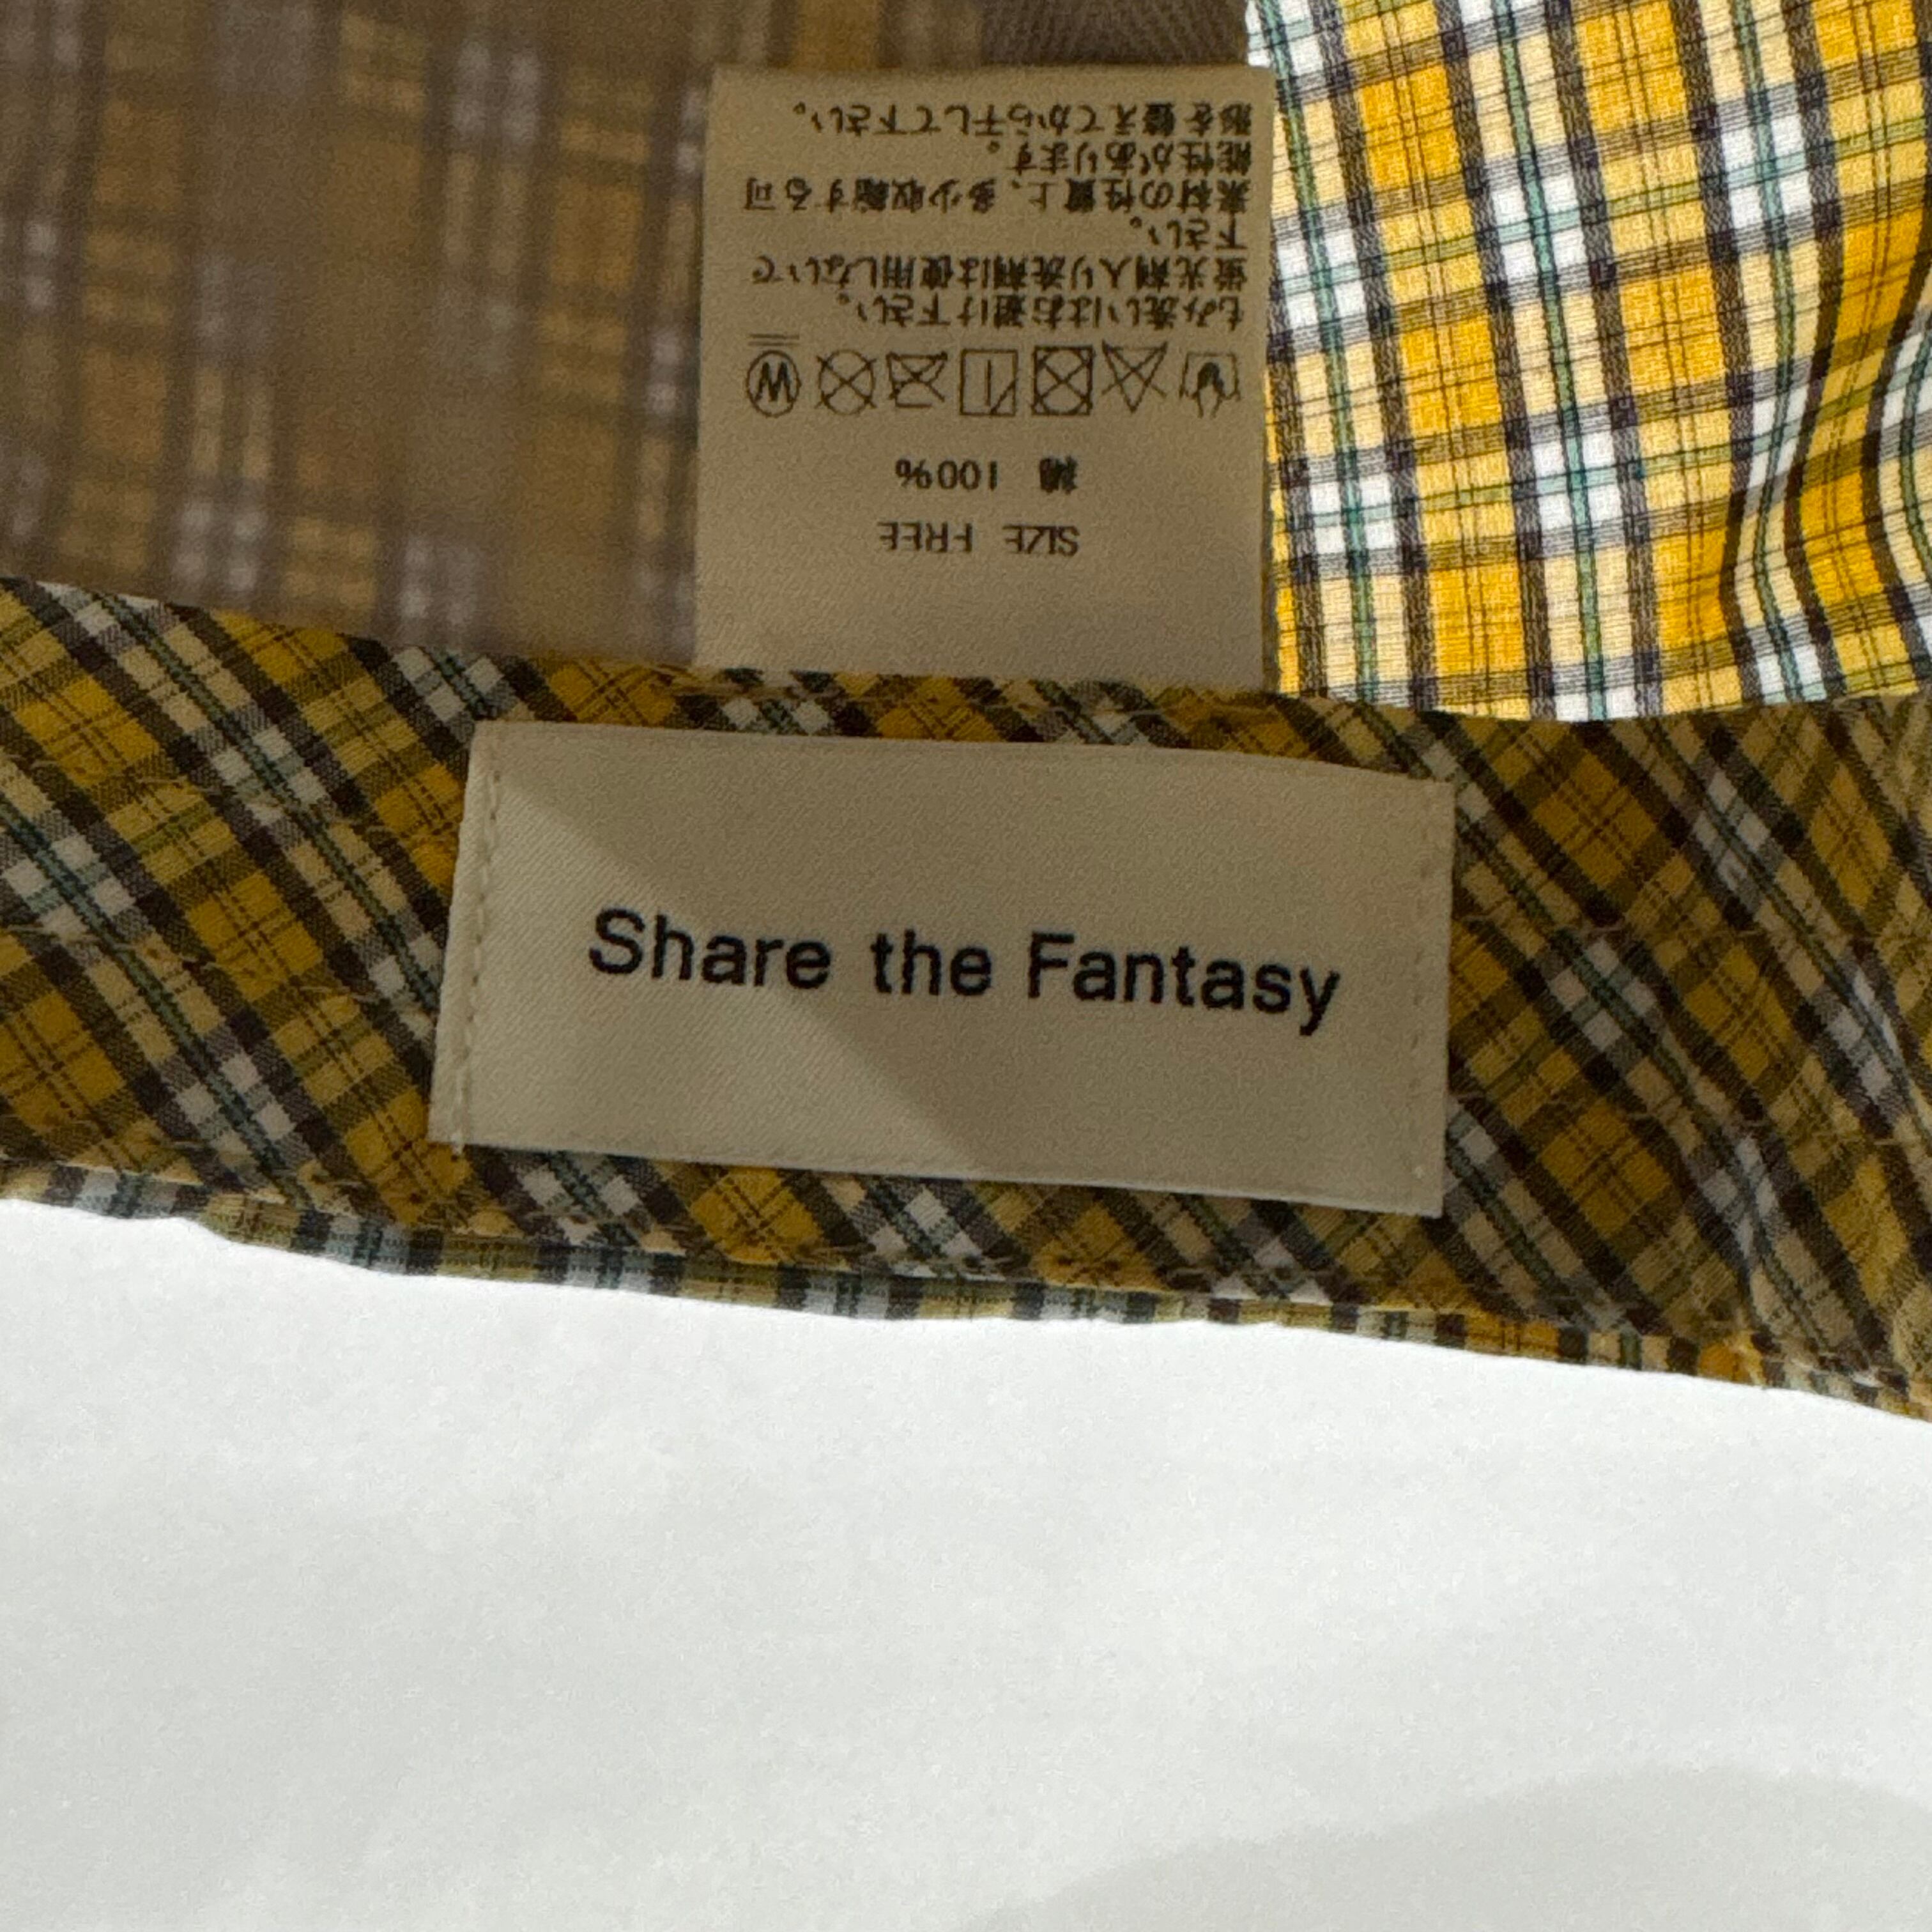 Share the Fantasy
SIZE FREE
綿 100%
もみ洗いはお避け下さい。
蛍光剤入り洗剤は使用しないで
下さい。
素材の性質上、多少収縮する可
能性があります。
形を整えてから干して下さい。